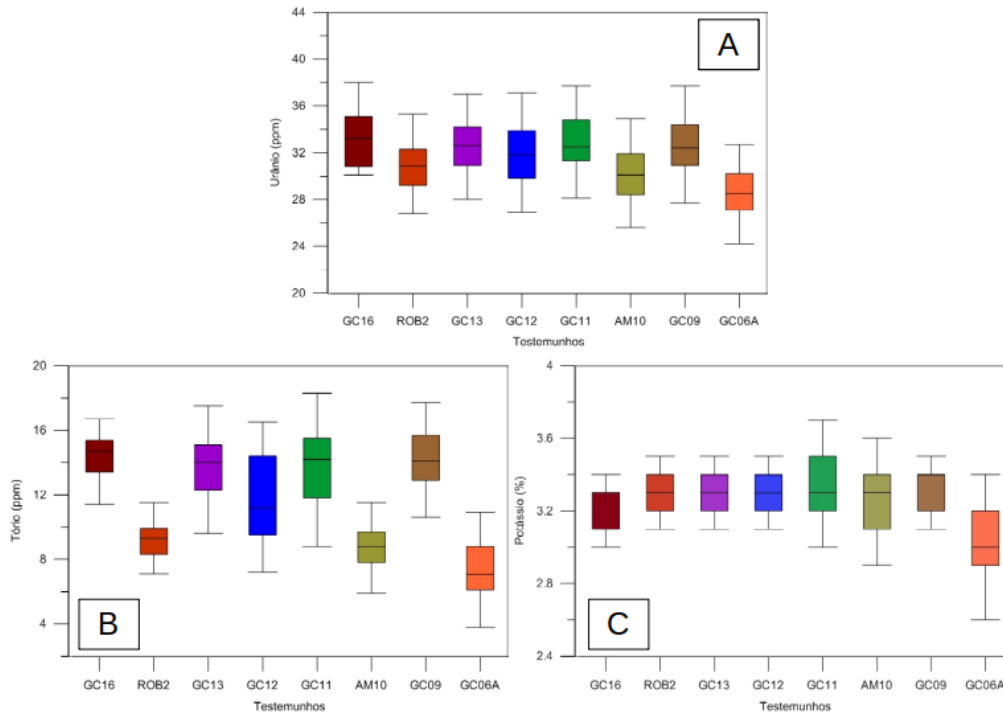 A
Urânio (ppm)
44
40
36
32
28
24
20
GC16 ROB2 GC13 GC12 GC11 AM10 GC09 GC06A
Testemunhos
B
Tório (ppm)
20
16
12
8
4
GC16 ROB2 GC13 GC12 GC11 AM10 GC09 GC06A
Testemunhos
C
Potássio (%)
4
3.6
3.2
2.8
2.4
GC16 ROB2 GC13 GC12 GC11 AM10 GC09 GC06A
Testemunhos